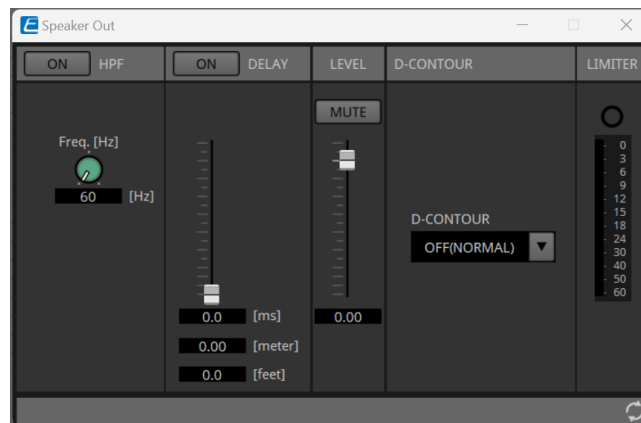 Speaker Out
ON HPF ON DELAY LEVEL D-CONTOUR LIMITER
MUTE
Freq. [Hz]
60 [Hz]
D-CONTOUR
OFF(NORMAL)
0
3
6
9
12
15
18
24
30
40
50
60
0.0 [ms]
0.00
0.00 [meter]
0.0 [feet]